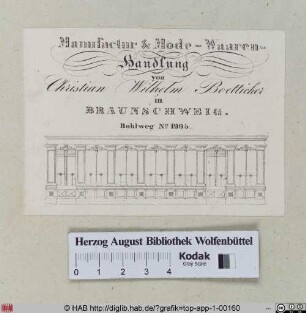 Manufactur & Mode-Waaren-
Handlung
von
Christian Wilhelm Boetticher
in
BRAUNSCHWEIG.
Bohlweg No
Herzog August Bibliothek Wolfenbüttel
0 1 2 3 4
Kodak
Gray Scale
© HAB http://diglib.hab.de/?grafik=top-app-1-00160